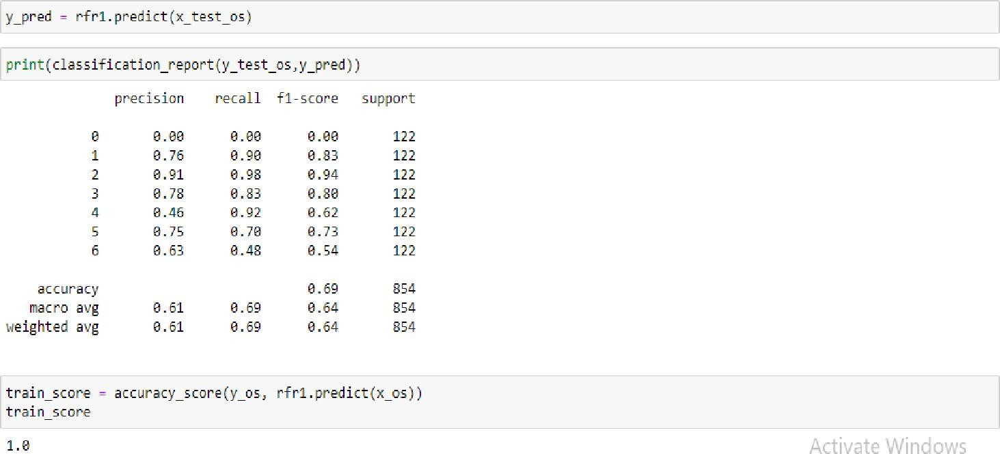 y_pred = rfr1.predict(x_test_os)
print(classification_report(y_test_os,y_pred))
precision recall f1-score support
0 0.00 0.00 0.00 122
1 0.76 0.90 0.83 122
2 0.91 0.98 0.94 122
3 0.78 0.83 0.80 122
4 0.46 0.92 0.62 122
5 0.75 0.70 0.73 122
6 0.63 0.48 0.54 122
accuracy 0.69 854
macro avg 0.61 0.69 0.64 854
weighted avg 0.61 0.69 0.64 854
train_score = accuracy_score(y_os, rfr1.predict(x_os))
train_score
1.0
Activate Windows